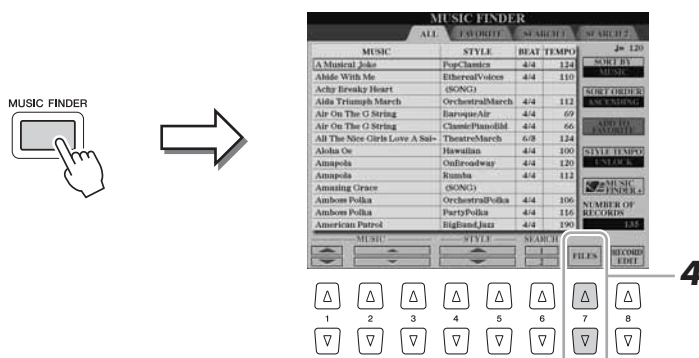 MUSIC FINDER
MUSIC FINDER
ALL FAVORITE SEARCH 1 SEARCH 2
MUSIC STYLE BEAT TEMPO
♩= 120
A Musical Joke PopClassics 4/4 124
Abide With Me EtherealVoices 4/4 110
Achy Breaky Heart (SONG)
Aida Triumph March OrchestralMarch 4/4 112
Air On The G String BaroqueAir 4/4 69
Air On The G String ClassicPianoBld 4/4 66
All The Nice Girls Love A Sai~ TheatreMarch 6/8 124
Aloha Oe Hawaiian 4/4 100
Amapola OnBroadway 4/4 120
Amapola Rumba 4/4 112
Amazing Grace (SONG)
Amboss Polka OrchestralPolka 4/4 106
Amboss Polka PartyPolka 4/4 116
American Patrol BigBandJazz 4/4 190
SORT BY
MUSIC
SORT ORDER
ASCENDING
ADD TO
FAVORITE
STYLE TEMPO
UNLOCK
MUSIC
FINDER+
NUMBER OF
RECORDS
135
MUSIC STYLE SEARCH
1
2
FILES
RECORD
EDIT
4
1 2 3 4 5 6 7 8